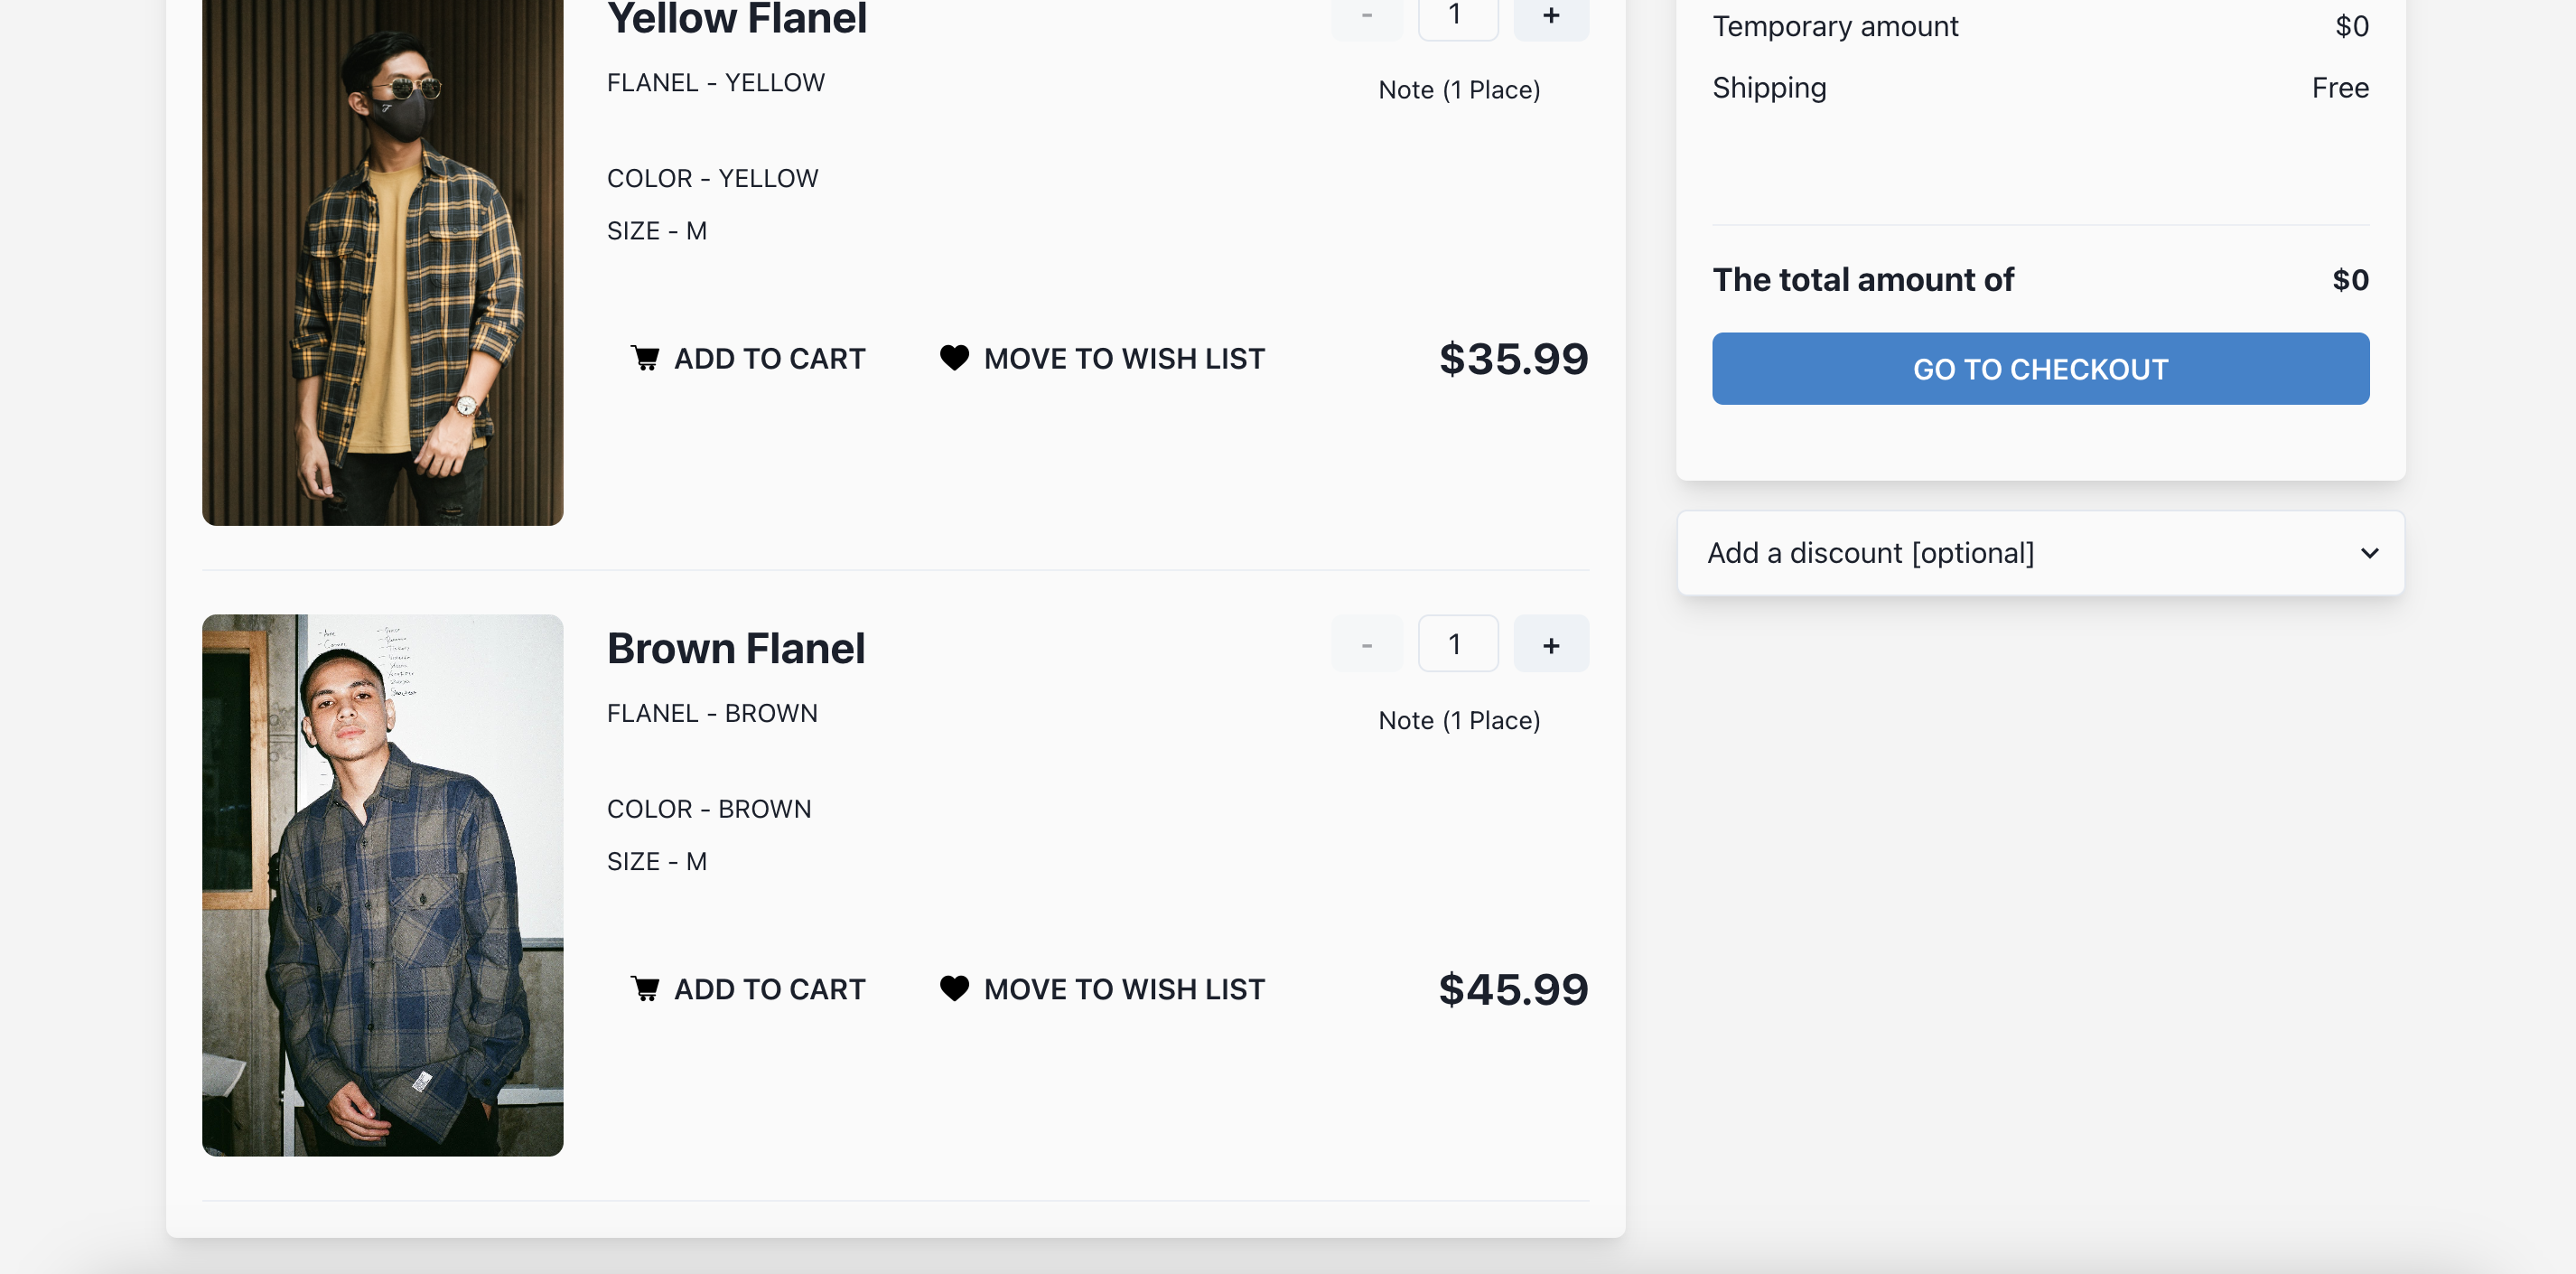 Yellow Flanel
- 1 +
FLANEL - YELLOW
Note (1 Place)
COLOR - YELLOW
SIZE - M
ADD TO CART
MOVE TO WISH LIST
$35.99
Brown Flanel
- 1 +
FLANEL - BROWN
Note (1 Place)
COLOR - BROWN
SIZE - M
ADD TO CART
MOVE TO WISH LIST
$45.99
Temporary amount $0
Shipping Free
The total amount of $0
GO TO CHECKOUT
Add a discount [optional]